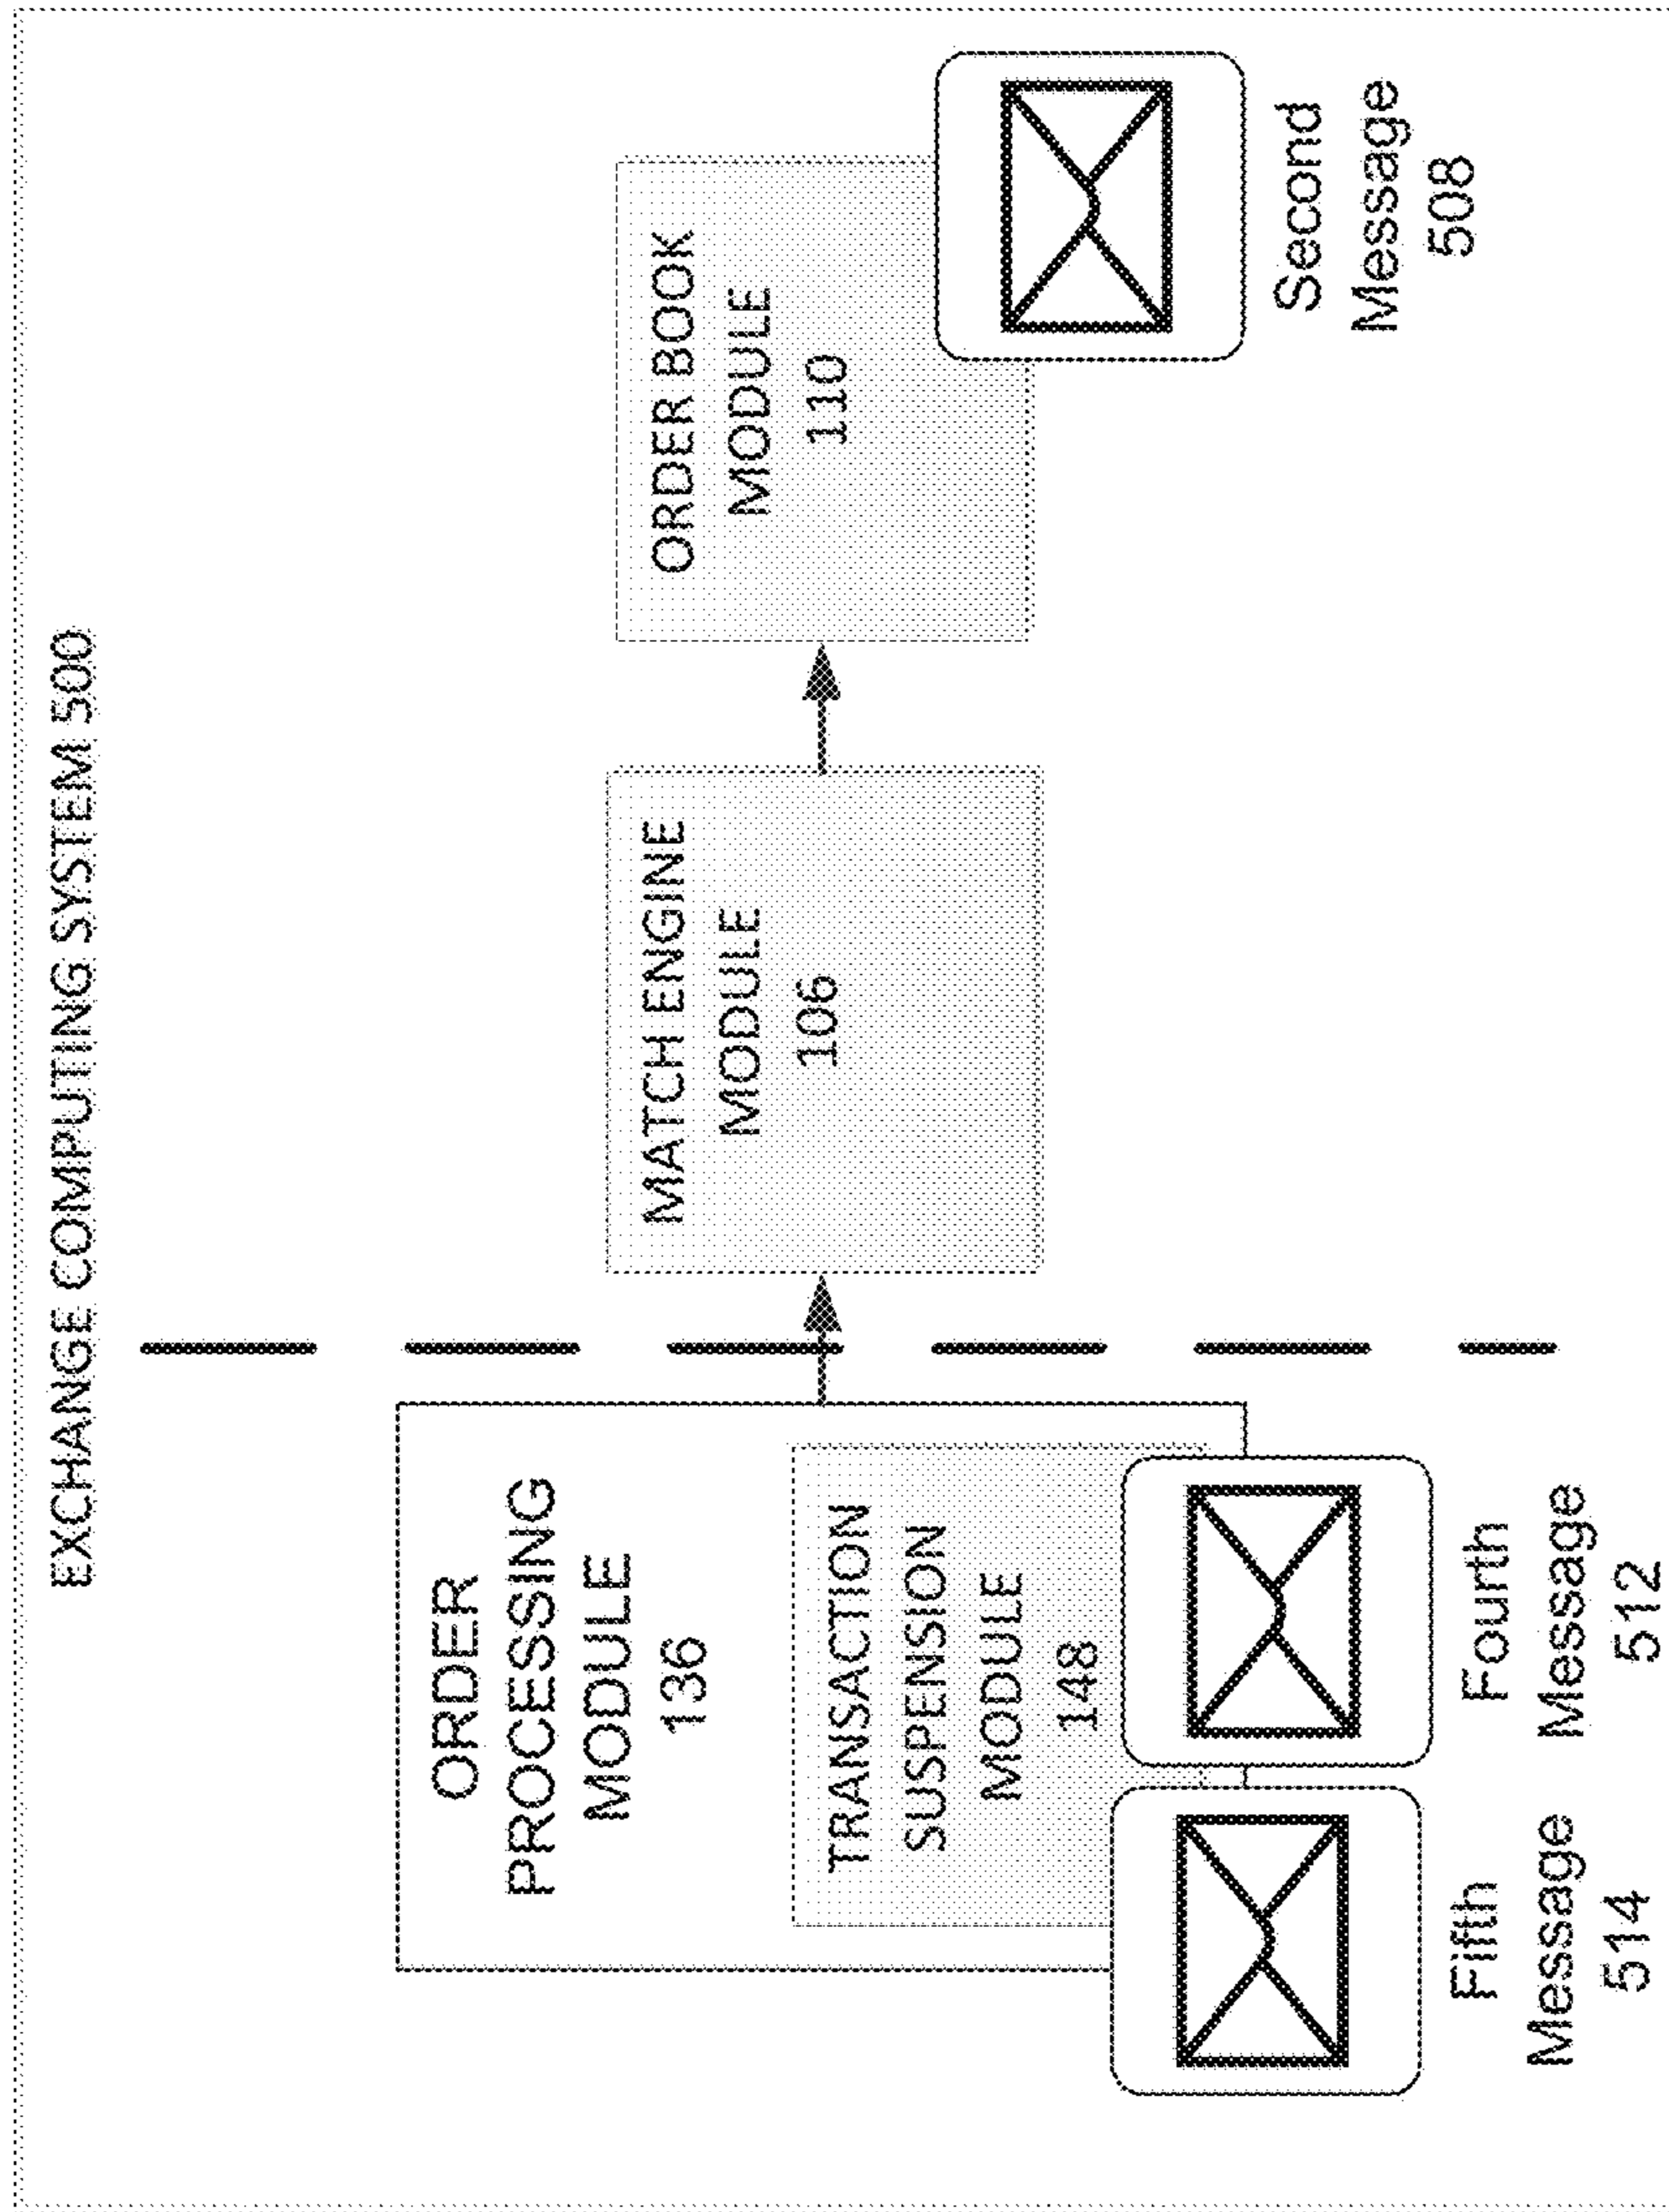 EXCHANGE COMPUTING SYSTEM 500
ORDER
PROCESSING
MODULE
136
TRANSACTION
SUSPENSION
MODULE
148
Fifth
Message
514
Fourth
Message
512
MATCH ENGINE
MODULE
106
ORDER BOOK
MODULE
110
Second
Message
508